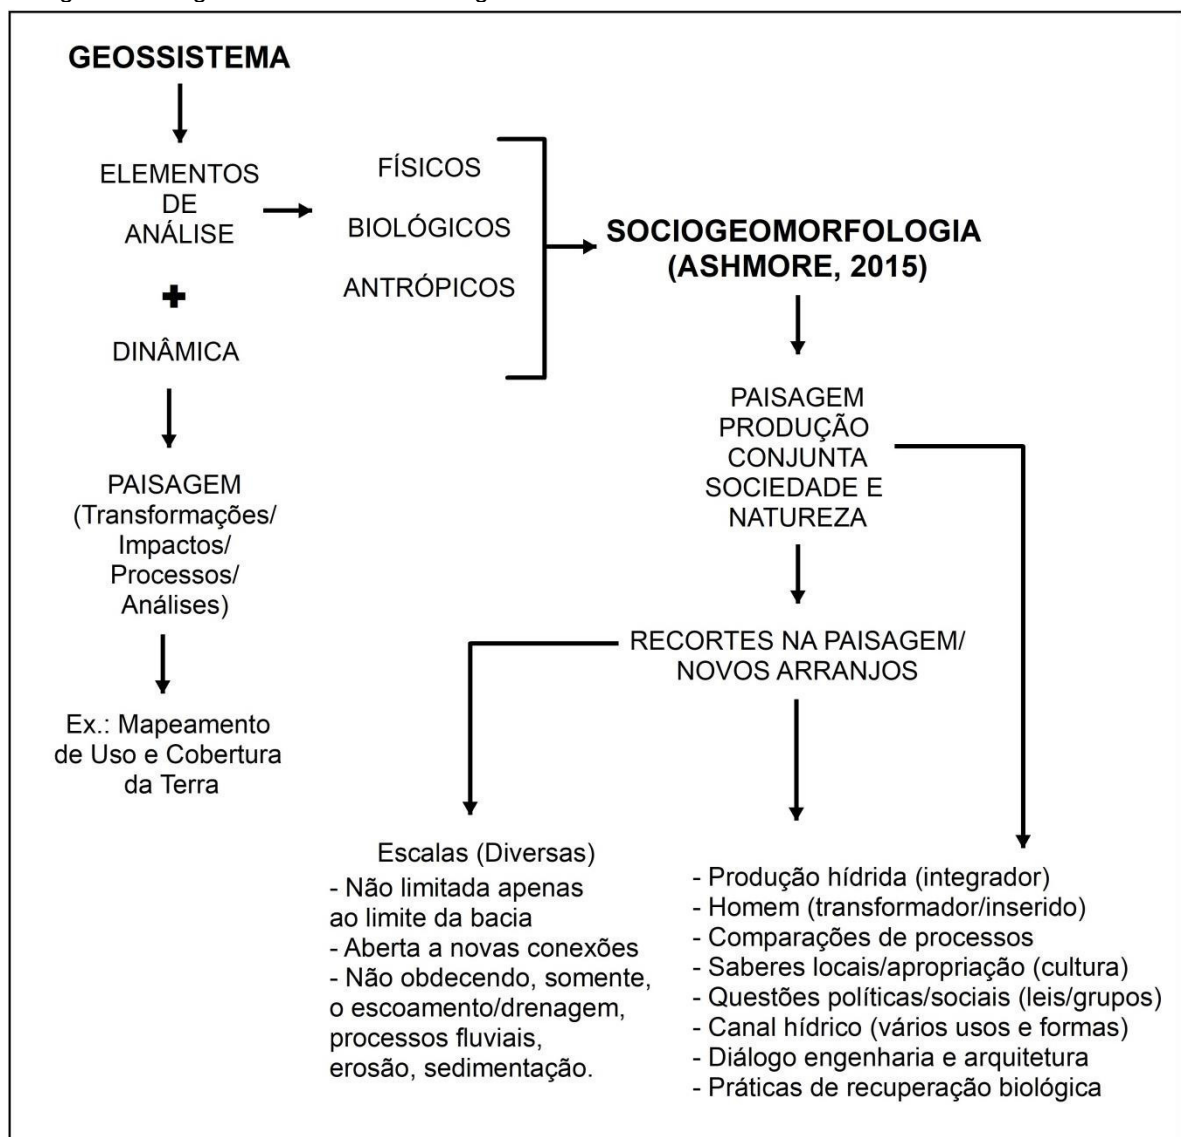 GEOSSISTEMA
ELEMENTOS
DE
ANÁLISE
+
DINÂMICA
PAISAGEM
(Transformações/
Impactos/
Processos/
Análises)
Ex.: Mapeamento
de Uso e Cobertura
da Terra
FÍSICOS
BIOLÓGICOS
ANTRÓPICOS
SOCIOGEOMORFOLOGIA
(ASHMORE, 2015)
PAISAGEM
PRODUÇÃO
CONJUNTA
SOCIEDADE E
NATUREZA
RECORTES NA PAISAGEM/
NOVOS ARRANJOS
Escalas (Diversas)
- Não limitada apenas
ao limite da bacia
- Aberta a novas conexões
- Não obdecendo, somente,
o escoamento/drenagem,
processos fluviais,
erosão, sedimentação.
- Produção hídrida (integrador)
- Homem (transformador/inserido)
- Comparações de processos
- Saberes locais/apropriação (cultura)
- Questões políticas/sociais (leis/grupos)
- Canal hídrico (vários usos e formas)
- Diálogo engenharia e arquitetura
- Práticas de recuperação biológica